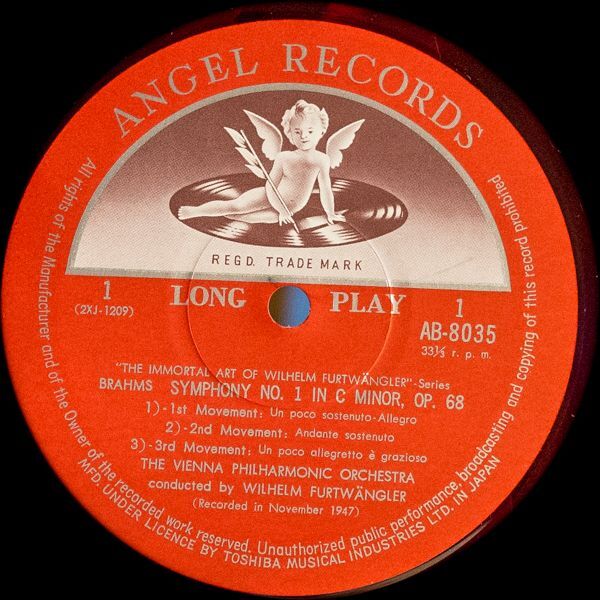 ANGEL RECORDS
REGD. TRADE MARK
1 LONG PLAY 1
(2XJ-1209) AB-8035
33⅓ r. p. m.
"THE IMMORTAL ART OF WILHELM FURTWÄNGLER"-Series
BRAHMS SYMPHONY NO. 1 IN C MINOR, OP. 68
1)-1st Movement: Un poco sostenuto-Allegro
2)-2nd Movement: Andante sostenuto
3)-3rd Movement: Un poco allegretto è grazioso
THE VIENNA PHILHARMONIC ORCHESTRA
conducted by WILHELM FURTWÄNGLER
(Recorded in November 1947)
All rights of the Manufacturer and of the Owner of the recorded work reserved. Unauthorized public performance, broadcasting and copying of this record prohibited
MFD. UNDER LICENCE BY TOSHIBA MUSICAL INDUSTRIES LTD. IN JAPAN